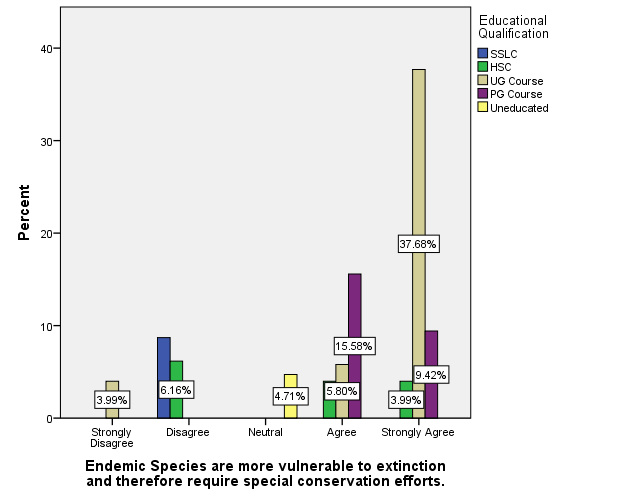 Educational
Qualification
SSLC
HSC
UG Course
PG Course
Uneducated
Percent
40
30
20
10
0
37.68%
15.58%
9.42%
6.16%
5.80%
4.71%
3.99%
3.99%
Strongly
Disagree
Disagree
Neutral
Agree
Strongly Agree
Endemic Species are more vulnerable to extinction
and therefore require special conservation efforts.